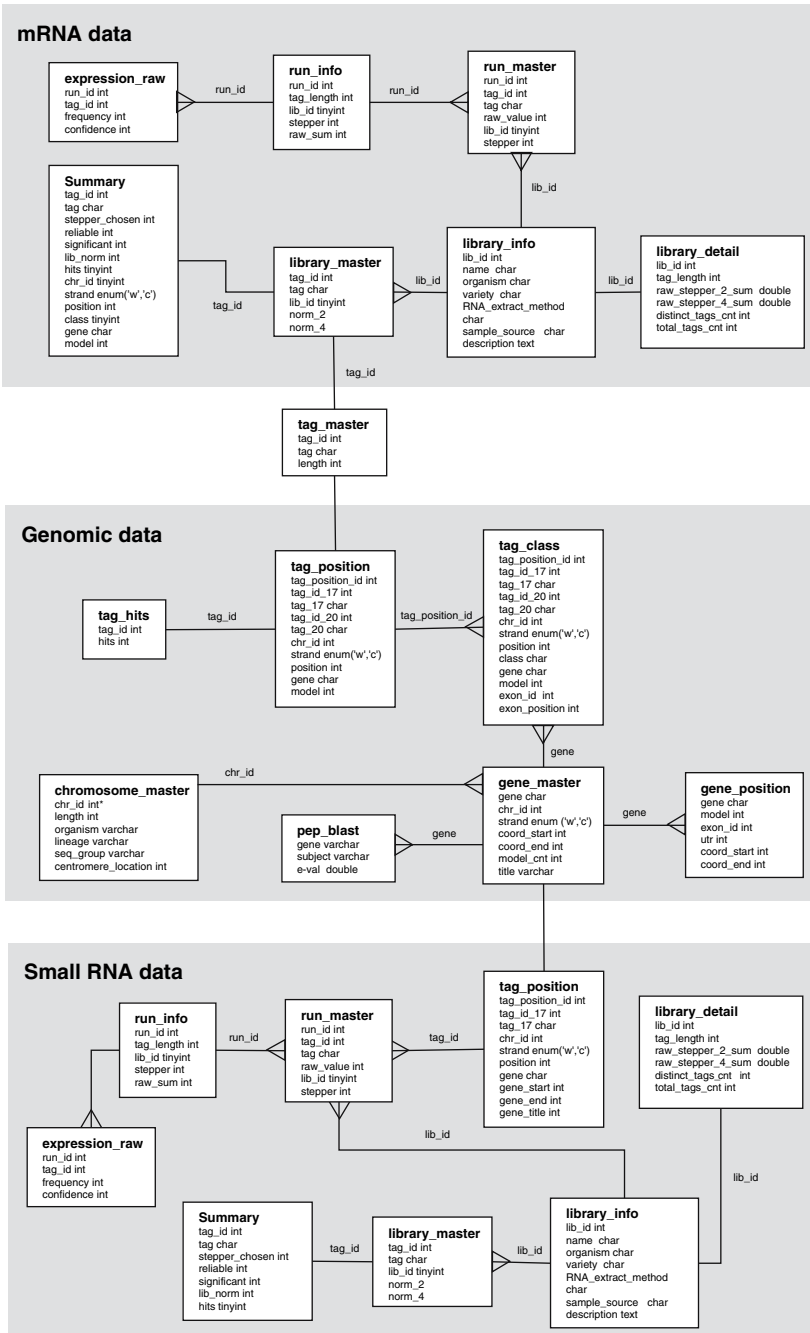 mRNA data
expression_raw
run_id int
tag_id int
frequency int
confidence int
run_id
run_info
run_id int
tag_length int
lib_id tinyint
stepper int
raw_sum int
run_id
run_master
run_id int
tag_id int
tag char
raw_value int
lib_id tinyint
stepper int
lib_id
Summary
tag_id int
tag char
stepper_chosen int
reliable int
significant int
lib_norm int
hits tinyint
chr_id tinyint
strand enum('w','c')
position int
class tinyint
gene char
model int
tag_id
library_master
tag_id int
tag char
lib_id tinyint
norm_2
norm_4
lib_id
library_info
lib_id int
name char
organism char
variety char
RNA_extract_method
char
sample_source char
description text
lib_id
library_detail
lib_id int
tag_length int
raw_stepper_2_sum double
raw_stepper_4_sum double
distinct_tags_cnt int
total_tags_cnt int
tag_id
tag_master
tag_id int
tag char
length int
Genomic data
tag_hits
tag_id int
hits int
tag_id
tag_position
tag_position_id int
tag_id_17 int
tag_17 char
tag_id_20 int
tag_20 char
chr_id int
strand enum('w','c')
position int
gene char
model int
tag_position_id
tag_class
tag_position_id int
tag_id_17 int
tag_17 char
tag_id_20 int
tag_20 char
chr_id int
strand enum('w','c')
position int
class char
gene char
model int
exon_id int
exon_position int
gene
chromosome_master
chr_id int*
length int
organism varchar
lineage varchar
seq_group varchar
centromere_location int
chr_id
pep_blast
gene varchar
subject varchar
e-val double
gene
gene_master
gene char
chr_id int
strand enum ('w','c')
coord_start int
coord_end int
model_cnt int
title varchar
gene
gene_position
gene char
model int
exon_id int
utr int
coord_start int
coord_end int
Small RNA data
run_info
run_id int
tag_length int
lib_id tinyint
stepper int
raw_sum int
run_id
run_master
run_id int
tag_id int
tag char
raw_value int
lib_id tinyint
stepper int
tag_id
tag_position
tag_position_id int
tag_id_17 int
tag_17 char
chr_id int
strand enum('w','c')
position int
gene char
gene_start int
gene_end int
gene_title int
library_detail
lib_id int
tag_length int
raw_stepper_2_sum double
raw_stepper_4_sum double
distinct_tags_cnt int
total_tags_cnt int
expression_raw
run_id int
tag_id int
frequency int
confidence int
lib_id
lib_id
Summary
tag_id int
tag char
stepper_chosen int
reliable int
significant int
lib_norm int
hits tinyint
tag_id
library_master
tag_id int
tag char
lib_id tinyint
norm_2
norm_4
lib_id
library_info
lib_id int
name char
organism char
variety char
RNA_extract_method
char
sample_source char
description text